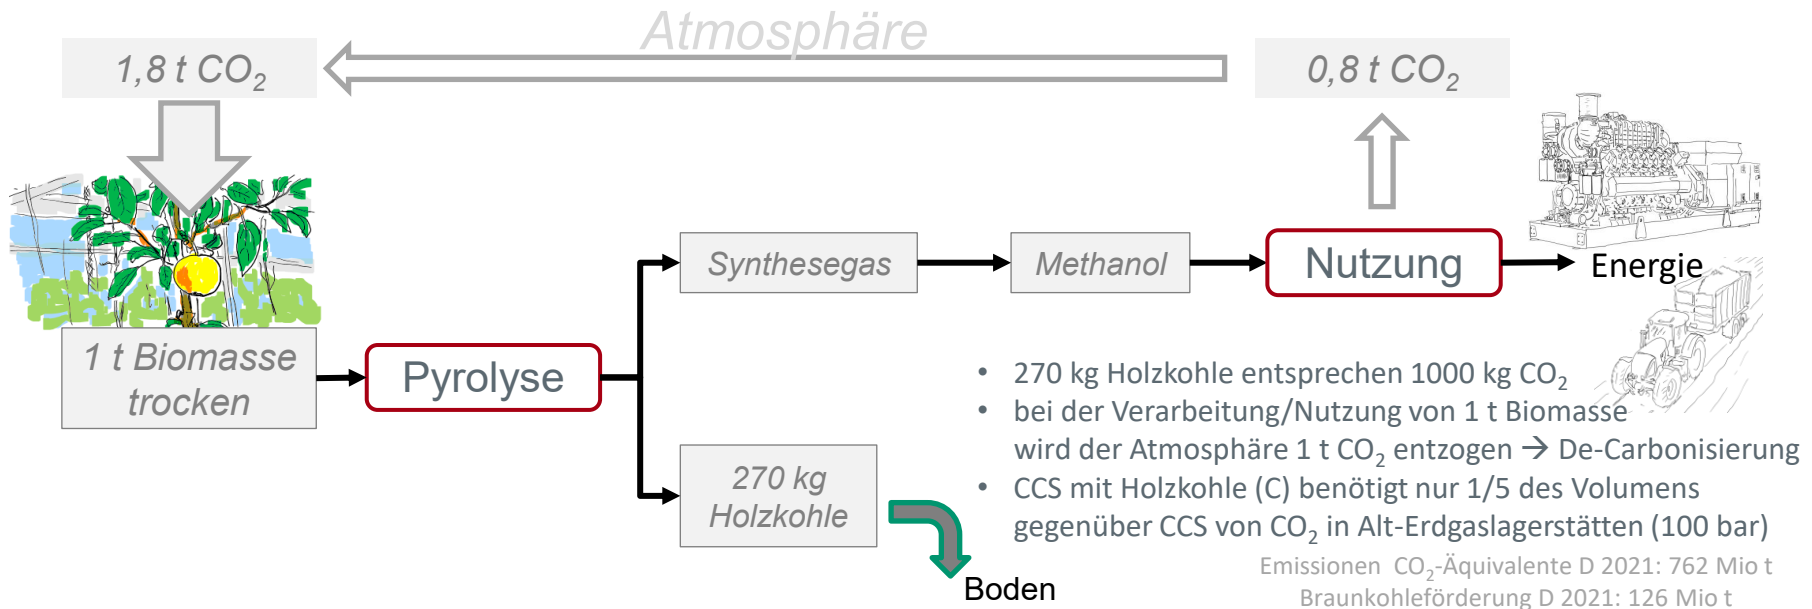 Atmosphäre
1,8 t CO₂
0,8 t CO₂
Synthesegas
Methanol
Nutzung
Energie
1 t Biomasse
trocken
Pyrolyse
270 kg
Holzkohle
Boden
• 270 kg Holzkohle entsprechen 1000 kg CO₂
• bei der Verarbeitung/Nutzung von 1 t Biomasse
wird der Atmosphäre 1 t CO₂ entzogen → De-Carbonisierung
• CCS mit Holzkohle (C) benötigt nur 1/5 des Volumens
gegenüber CCS von CO₂ in Alt-Erdgaslagerstätten (100 bar)
Emissionen CO₂-Äquivalente D 2021: 762 Mio t
Braunkohleförderung D 2021: 126 Mio t